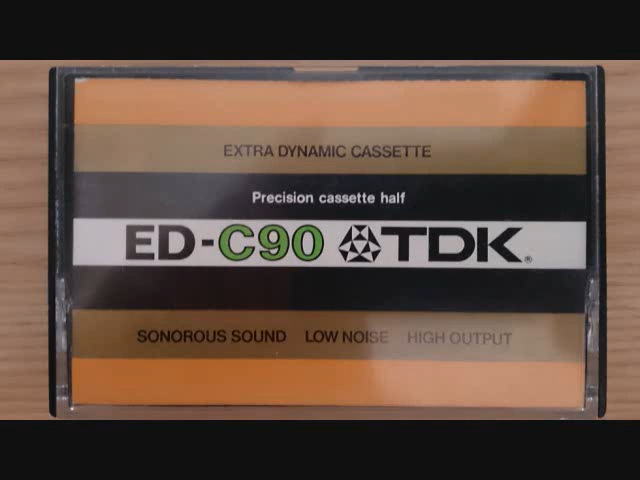 EXTRA DYNAMIC CASSETTE
Precision cassette half
ED-C90 TDK®
SONOROUS SOUND LOW NOISE HIGH OUTPUT